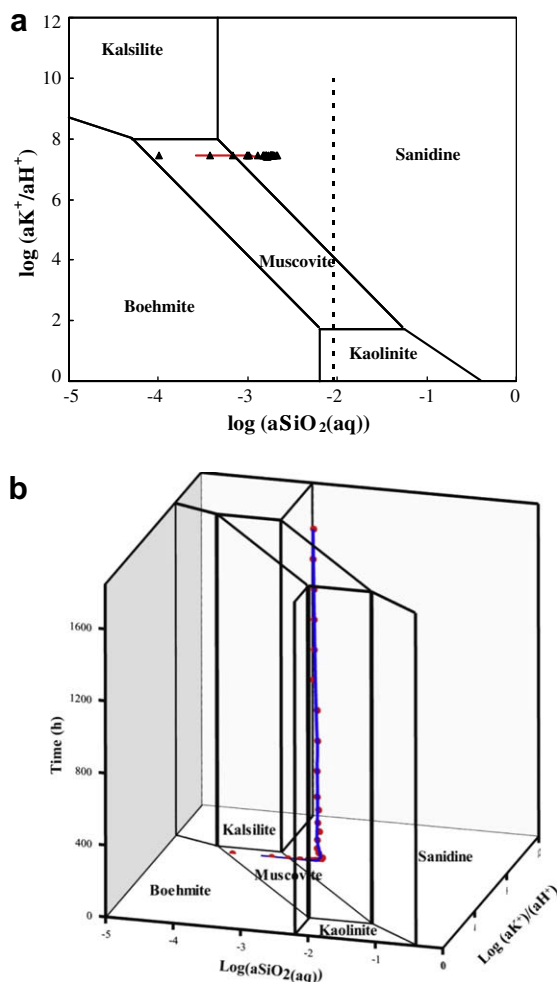 a
12
Kalsilite
10
8
Sanidine
log (aK⁺/aH⁺)
6
4
Muscovite
Boehmite
2
Kaolinite
0
-5 -4 -3 -2 -1 0
log (aSiO₂(aq))
b
1600
1200
Time (h)
800
400
Kalsilite
Sanidine
Muscovite
Boehmite
0
Kaolinite
-5 -4 -3 -2 -1 0
Log(aSiO₂(aq))
Log (aK⁺)/(aH⁺)